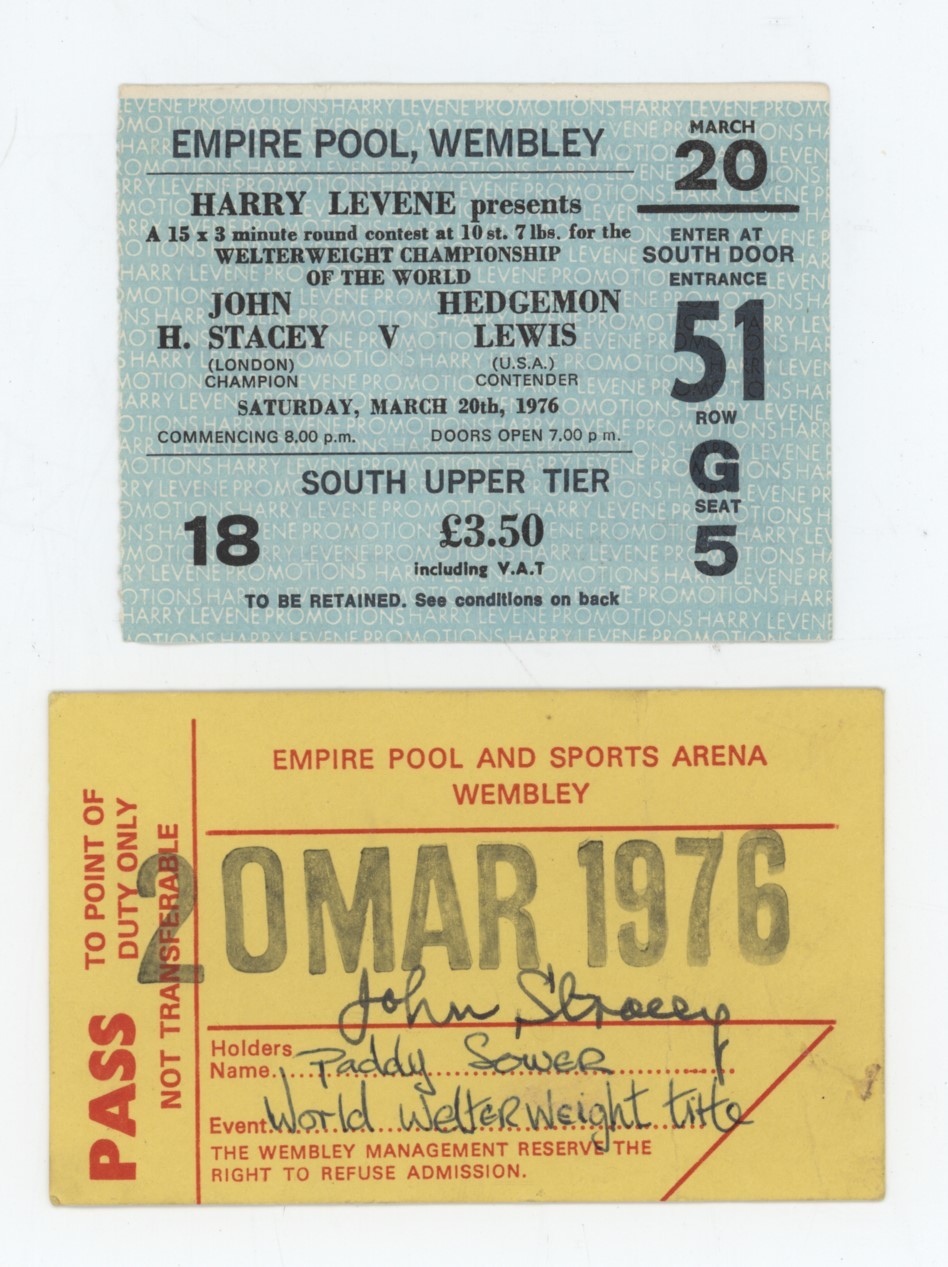 EMPIRE POOL, WEMBLEY
HARRY LEVENE presents
A 15 x 3 minute round contest at 10 st. 7 lbs. for the
WELTERWEIGHT CHAMPIONSHIP
OF THE WORLD
JOHN HEDGEMON
H. STACEY V LEWIS
(LONDON) (U.S.A.)
CHAMPION CONTENDER
SATURDAY, MARCH 20th, 1976
COMMENCING 8.00 p.m. DOORS OPEN 7.00 p m.
SOUTH UPPER TIER
18 £3.50
including V.A.T
TO BE RETAINED. See conditions on back
MARCH
20
ENTER AT
SOUTH DOOR
ENTRANCE
51
ROW
G
SEAT
5
PASS
TO POINT OF
DUTY ONLY
NOT TRANSFERABLE
EMPIRE POOL AND SPORTS ARENA
WEMBLEY
20 MAR 1976
John Stracey
Holders
Name Paddy Sower
Event World Welterweight title
THE WEMBLEY MANAGEMENT RESERVE THE
RIGHT TO REFUSE ADMISSION.